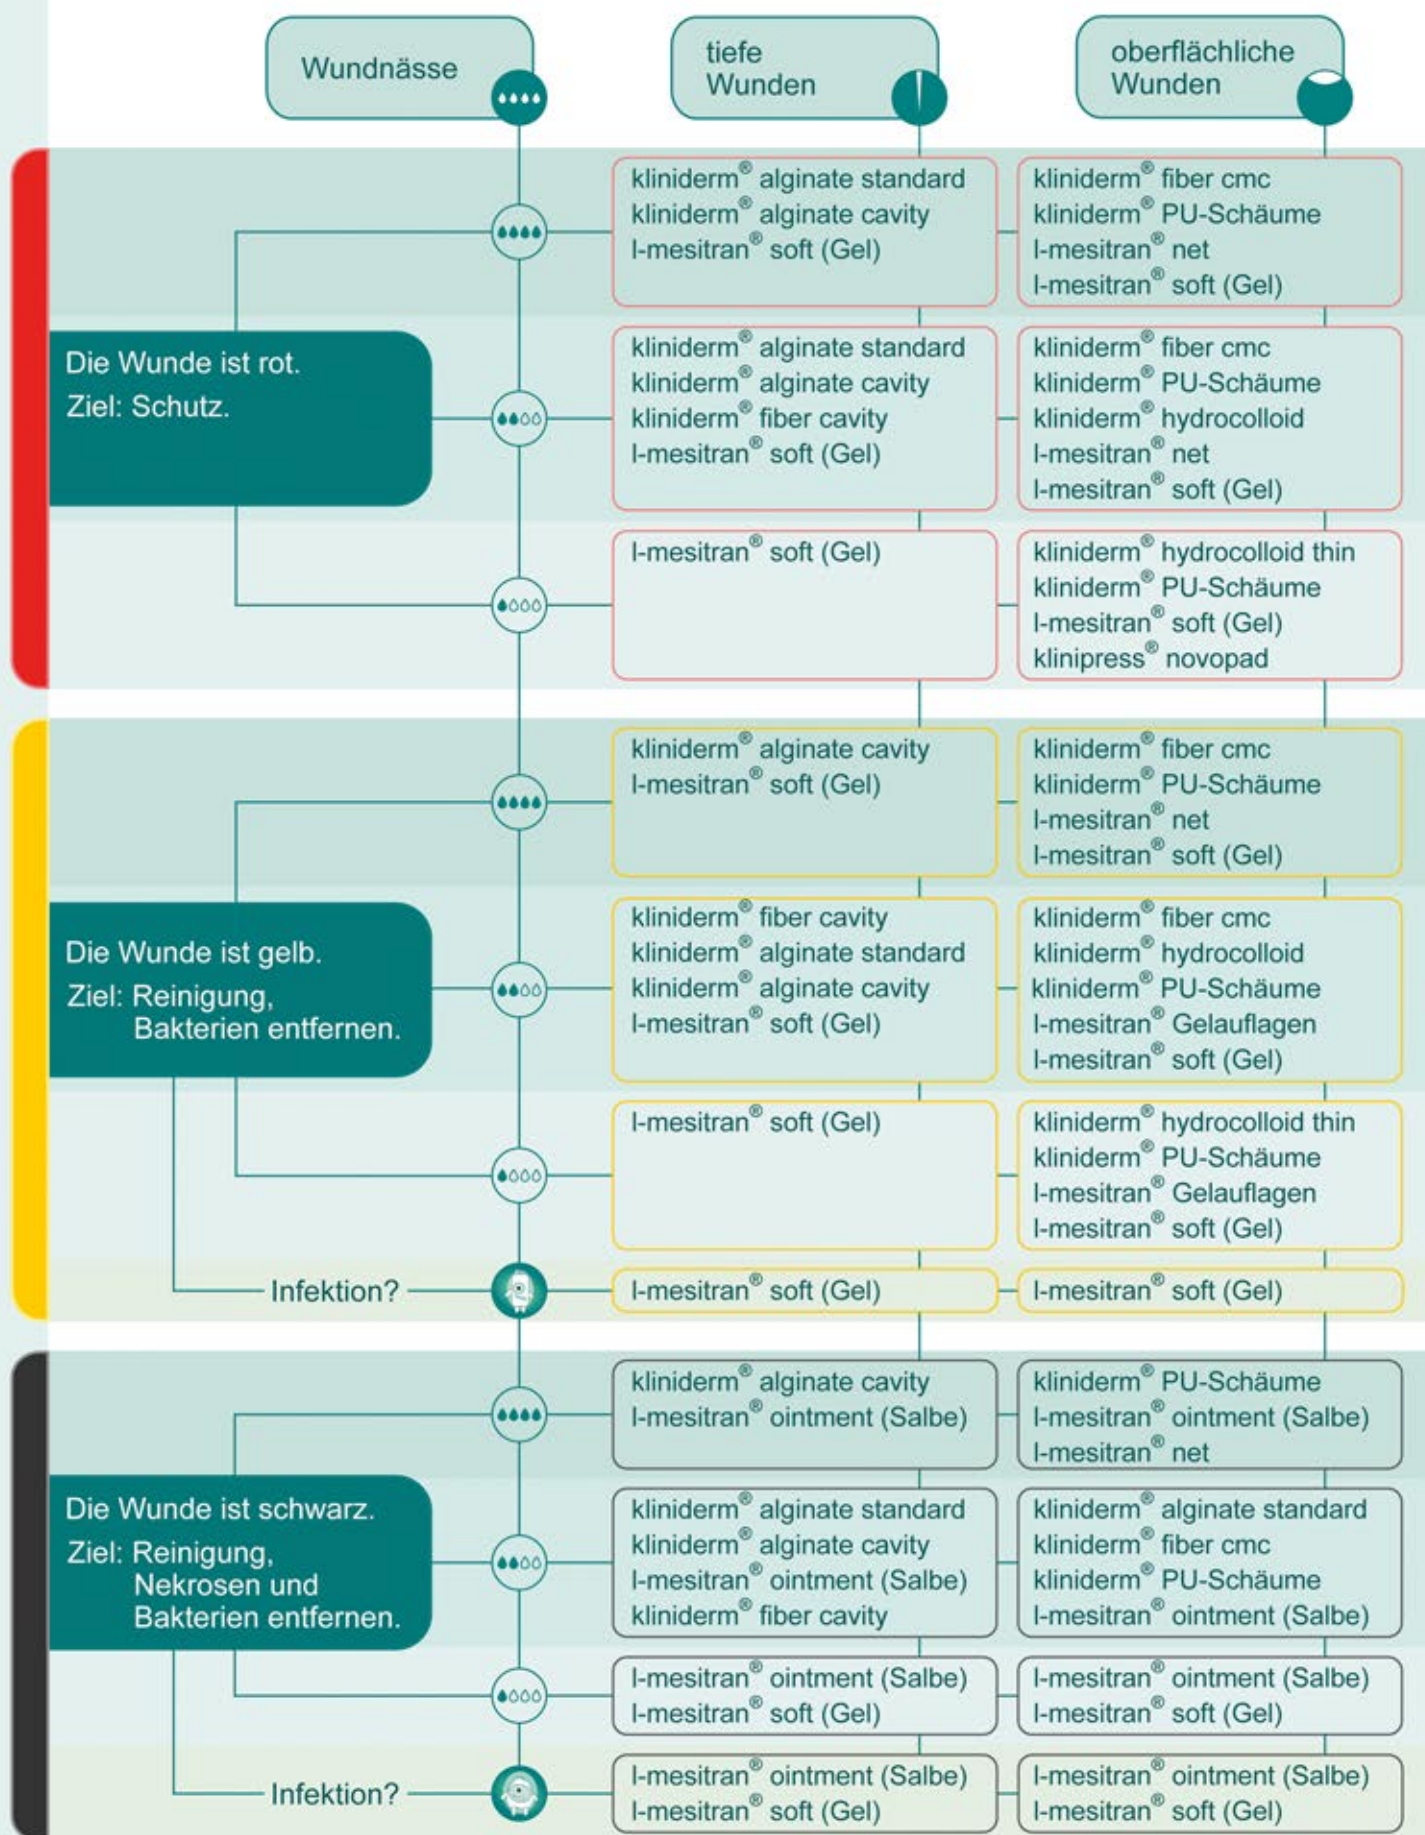 Wundnässe
tiefe
Wunden
oberflächliche
Wunden
kliniderm® alginate standard
kliniderm® alginate cavity
l-mesitran® soft (Gel)
kliniderm® fiber cmc
kliniderm® PU-Schäume
l-mesitran® net
l-mesitran® soft (Gel)
Die Wunde ist rot.
Ziel: Schutz.
kliniderm® alginate standard
kliniderm® alginate cavity
kliniderm® fiber cavity
l-mesitran® soft (Gel)
kliniderm® fiber cmc
kliniderm® PU-Schäume
kliniderm® hydrocolloid
l-mesitran® net
l-mesitran® soft (Gel)
l-mesitran® soft (Gel)
kliniderm® hydrocolloid thin
kliniderm® PU-Schäume
l-mesitran® soft (Gel)
klinipress® novopad
kliniderm® alginate cavity
l-mesitran® soft (Gel)
kliniderm® fiber cmc
kliniderm® PU-Schäume
l-mesitran® net
l-mesitran® soft (Gel)
Die Wunde ist gelb.
Ziel: Reinigung,
Bakterien entfernen.
kliniderm® fiber cavity
kliniderm® alginate standard
kliniderm® alginate cavity
l-mesitran® soft (Gel)
kliniderm® fiber cmc
kliniderm® hydrocolloid
kliniderm® PU-Schäume
l-mesitran® Gelauflagen
l-mesitran® soft (Gel)
l-mesitran® soft (Gel)
kliniderm® hydrocolloid thin
kliniderm® PU-Schäume
l-mesitran® Gelauflagen
l-mesitran® soft (Gel)
Infektion?
l-mesitran® soft (Gel)
l-mesitran® soft (Gel)
kliniderm® alginate cavity
l-mesitran® ointment (Salbe)
kliniderm® PU-Schäume
l-mesitran® ointment (Salbe)
l-mesitran® net
Die Wunde ist schwarz.
Ziel: Reinigung,
Nekrosen und
Bakterien entfernen.
kliniderm® alginate standard
kliniderm® alginate cavity
l-mesitran® ointment (Salbe)
kliniderm® fiber cavity
kliniderm® alginate standard
kliniderm® fiber cmc
kliniderm® PU-Schäume
l-mesitran® ointment (Salbe)
l-mesitran® ointment (Salbe)
l-mesitran® soft (Gel)
l-mesitran® ointment (Salbe)
l-mesitran® soft (Gel)
Infektion?
l-mesitran® ointment (Salbe)
l-mesitran® soft (Gel)
l-mesitran® ointment (Salbe)
l-mesitran® soft (Gel)